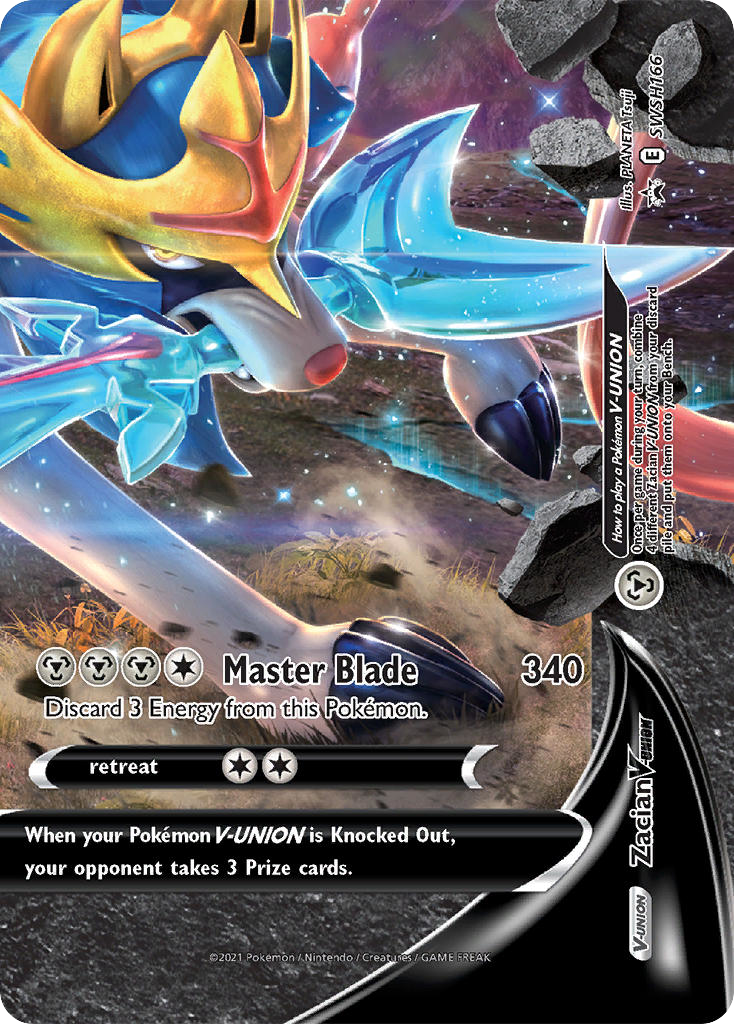 Illus. PLANETA Tsuji
E SWSH166
How to play a Pokémon V-UNION
Once per game during your turn, combine
4 different Zacian V-UNION from your discard
pile and put them onto your Bench.
Master Blade 340
Discard 3 Energy from this Pokémon.
retreat
When your Pokémon V-UNION is Knocked Out,
your opponent takes 3 Prize cards.
V-UNION Zacian V-UNION
©2021 Pokémon / Nintendo / Creatures / GAME FREAK